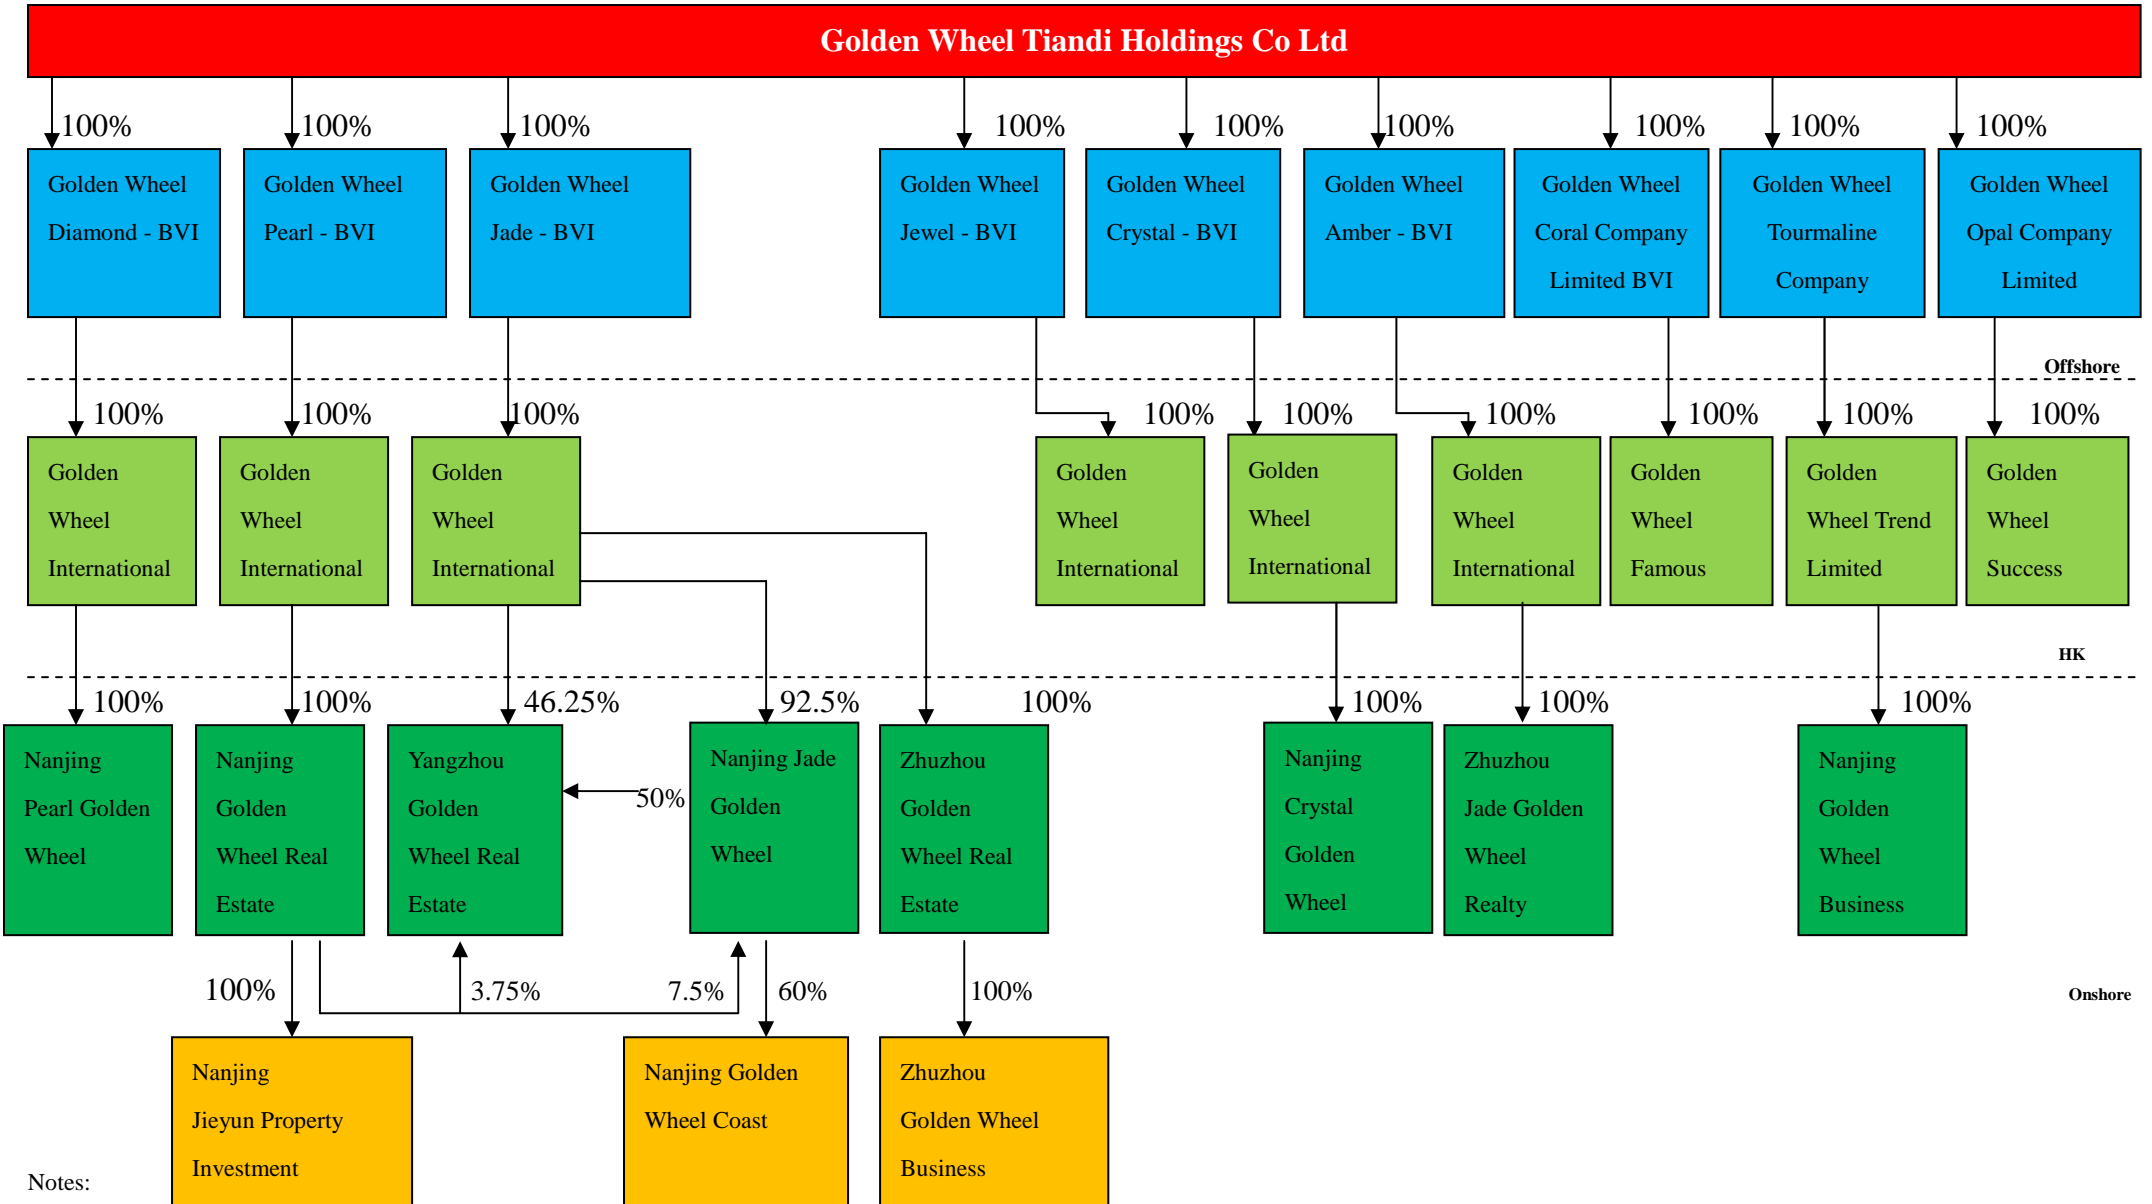 Golden Wheel Tiandi Holdings Co Ltd
100%
100%
100%
100%
100%
100%
100%
100%
100%
Golden Wheel
Diamond - BVI
Golden Wheel
Pearl - BVI
Golden Wheel
Jade - BVI
Golden Wheel
Jewel - BVI
Golden Wheel
Crystal - BVI
Golden Wheel
Amber - BVI
Golden Wheel
Coral Company
Limited BVI
Golden Wheel
Tourmaline
Company
Golden Wheel
Opal Company
Limited
Offshore
100%
100%
100%
100%
100%
100%
100%
100%
100%
Golden
Wheel
International
Golden
Wheel
International
Golden
Wheel
International
Golden
Wheel
International
Golden
Wheel
International
Golden
Wheel
International
Golden
Wheel
Famous
Golden
Wheel Trend
Limited
Golden
Wheel
Success
HK
100%
100%
46.25%
92.5%
100%
100%
100%
100%
Nanjing
Pearl Golden
Wheel
Nanjing
Golden
Wheel Real
Estate
Yangzhou
Golden
Wheel Real
Estate
50%
Nanjing Jade
Golden
Wheel
Zhuzhou
Golden
Wheel Real
Estate
Nanjing
Crystal
Golden
Wheel
Zhuzhou
Jade Golden
Wheel
Realty
Nanjing
Golden
Wheel
Business
100%
3.75%
7.5%
60%
100%
Onshore
Nanjing
Jieyun Property
Investment
Nanjing Golden
Wheel Coast
Zhuzhou
Golden Wheel
Business
Notes: